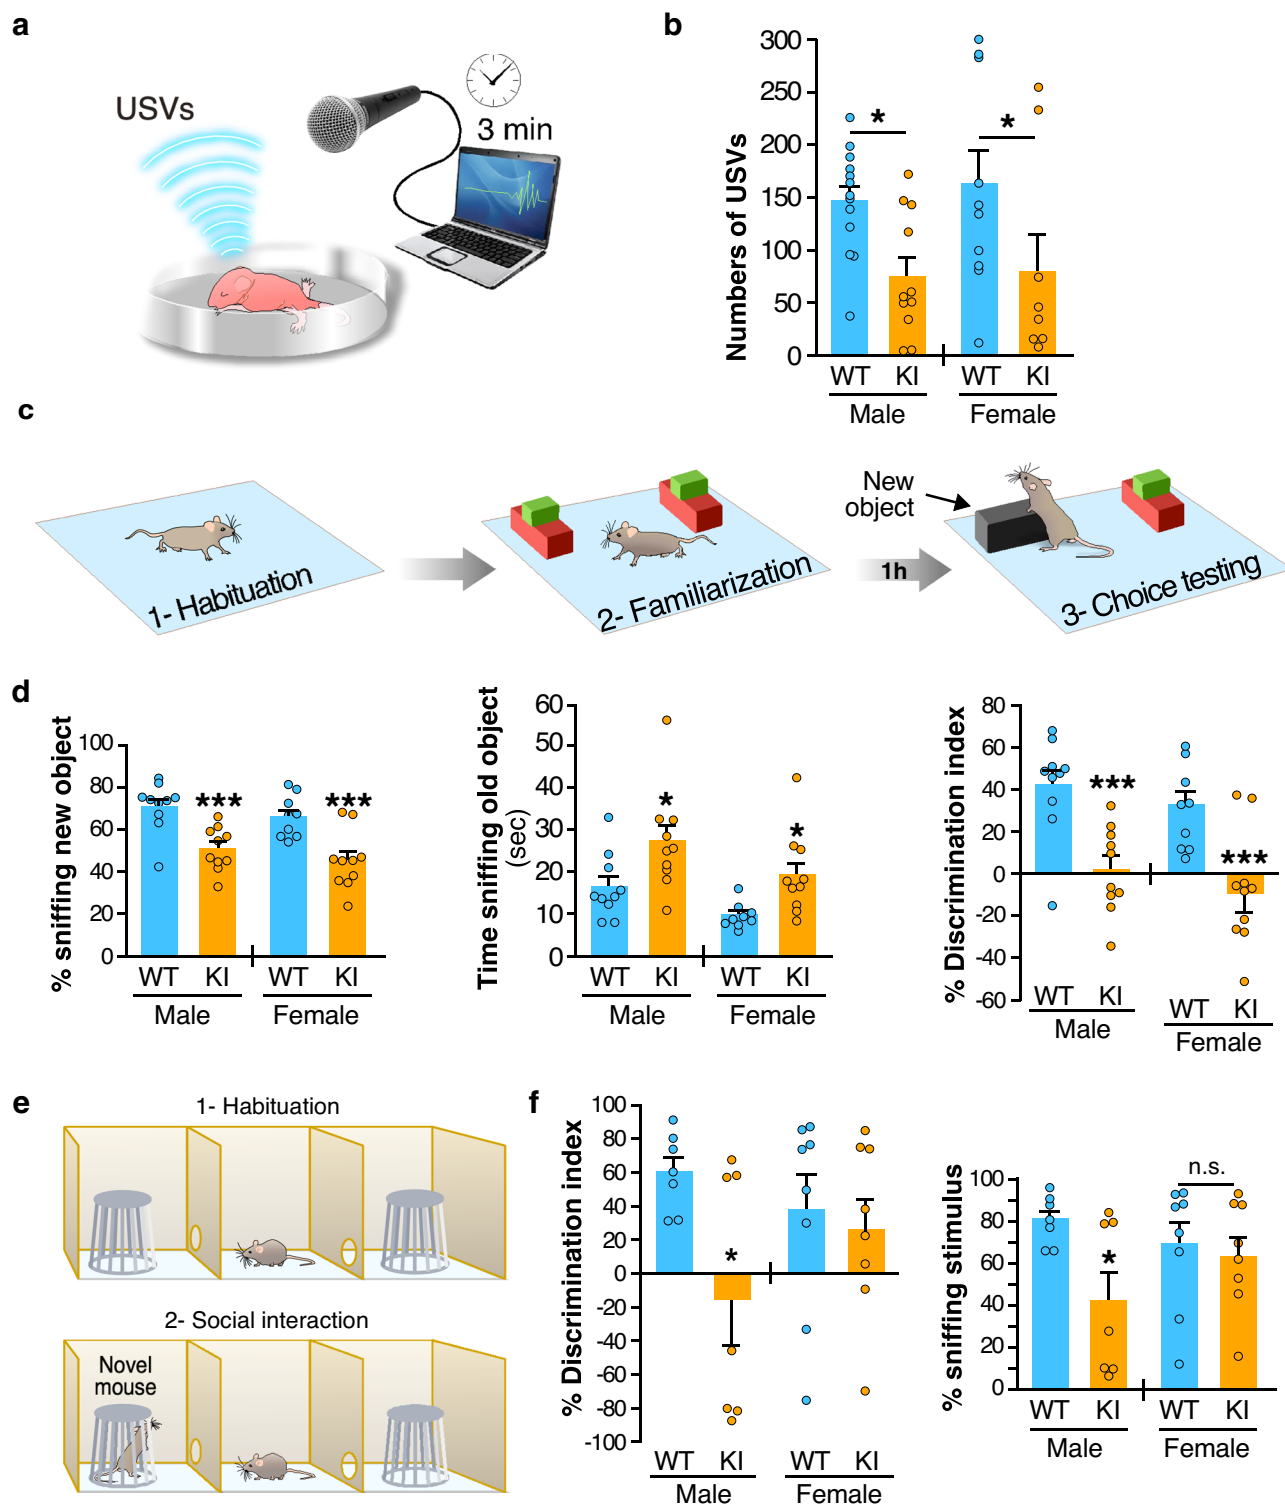 a
USVs
3 min
b
Numbers of USVs
300
250
200
150
100
50
0
*
*
WT
KI
WT
KI
Male
Female
c
1- Habituation
2- Familiarization
1h
New
object
3- Choice testing
d
% sniffing new object
100
80
60
40
20
0
***
***
WT
KI
WT
KI
Male
Female
Time sniffing old object
(sec)
60
50
40
30
20
10
0
*
*
WT
KI
WT
KI
Male
Female
% Discrimination index
80
60
40
20
0
-20
-40
-60
***
***
WT
KI
WT
KI
Male
Female
e
1- Habituation
2- Social interaction
Novel
mouse
f
% Discrimination index
100
80
60
40
20
0
-20
-40
-60
-80
-100
*
WT
KI
WT
KI
Male
Female
% sniffing stimulus
100
80
60
40
20
0
*
n.s.
WT
KI
WT
KI
Male
Female